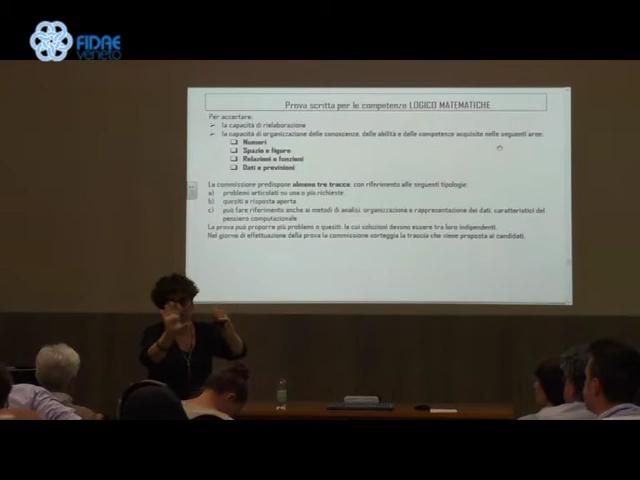 FIDAE
veneto
Prova scritta per le competenze LOGICO MATEMATICHE
Per accertare:
➢ la capacità di rielaborazione
➢ la capacità di organizzazione delle conoscenze, delle abilità e delle competenze acquisite nelle seguenti aree:
❑ Numeri
❑ Spazio e figure
❑ Relazioni e funzioni
❑ Dati e previsioni
La commissione predispone almeno tre tracce, con riferimento alle seguenti tipologie:
a) problemi articolati su una o più richieste.
b) quesiti a risposta aperta
c) può fare riferimento anche ai metodi di analisi, organizzazione e rappresentazione dei dati, caratteristici del
pensiero computazionale
La prova può proporre più problemi o quesiti, le cui soluzioni devono essere tra loro indipendenti.
Nel giorno di effettuazione della prova la commissione sorteggia la traccia che viene proposta ai candidati.